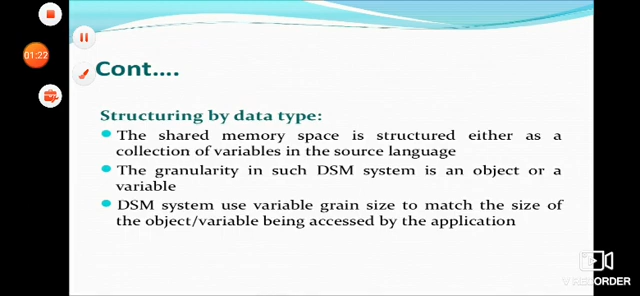 01:22
Cont....
Structuring by data type:
The shared memory space is structured either as a
collection of variables in the source language
The granularity in such DSM system is an object or a
variable
DSM system use variable grain size to match the size of
the object/variable being accessed by the application
V RECORDER